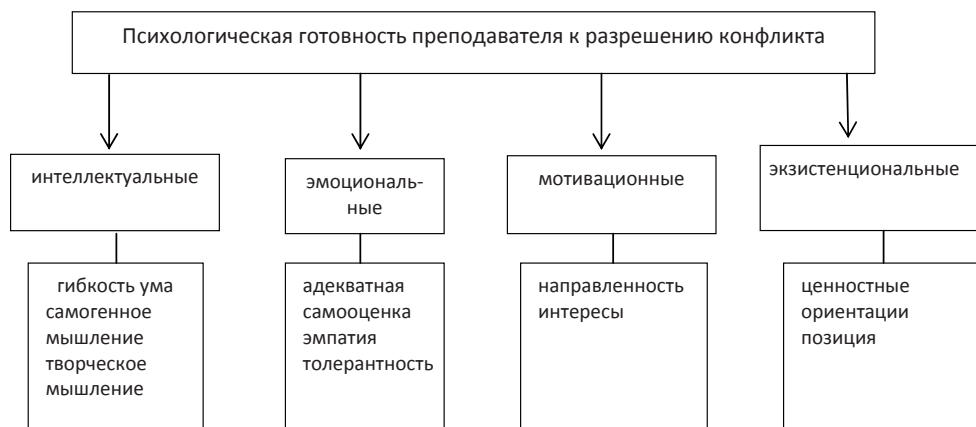 Психологическая готовность преподавателя к разрешению конфликта
интеллектуальные
эмоциональ-
ные
мотивационные
экзистенциональные
гибкость ума
самогенное
мышление
творческое
мышление
адекватная
самооценка
эмпатия
толерантность
направленность
интересы
ценностные
ориентации
позиция